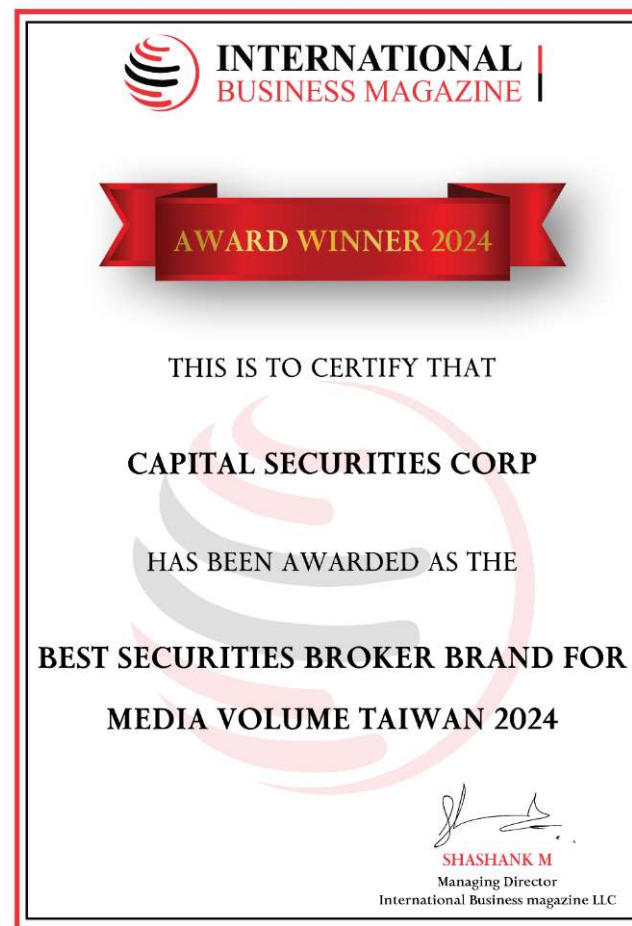 INTERNATIONAL
BUSINESS MAGAZINE
AWARD WINNER 2024
THIS IS TO CERTIFY THAT
CAPITAL SECURITIES CORP
HAS BEEN AWARDED AS THE
BEST SECURITIES BROKER BRAND FOR
MEDIA VOLUME TAIWAN 2024
SHASHANK M
Managing Director
International Business magazine LLC